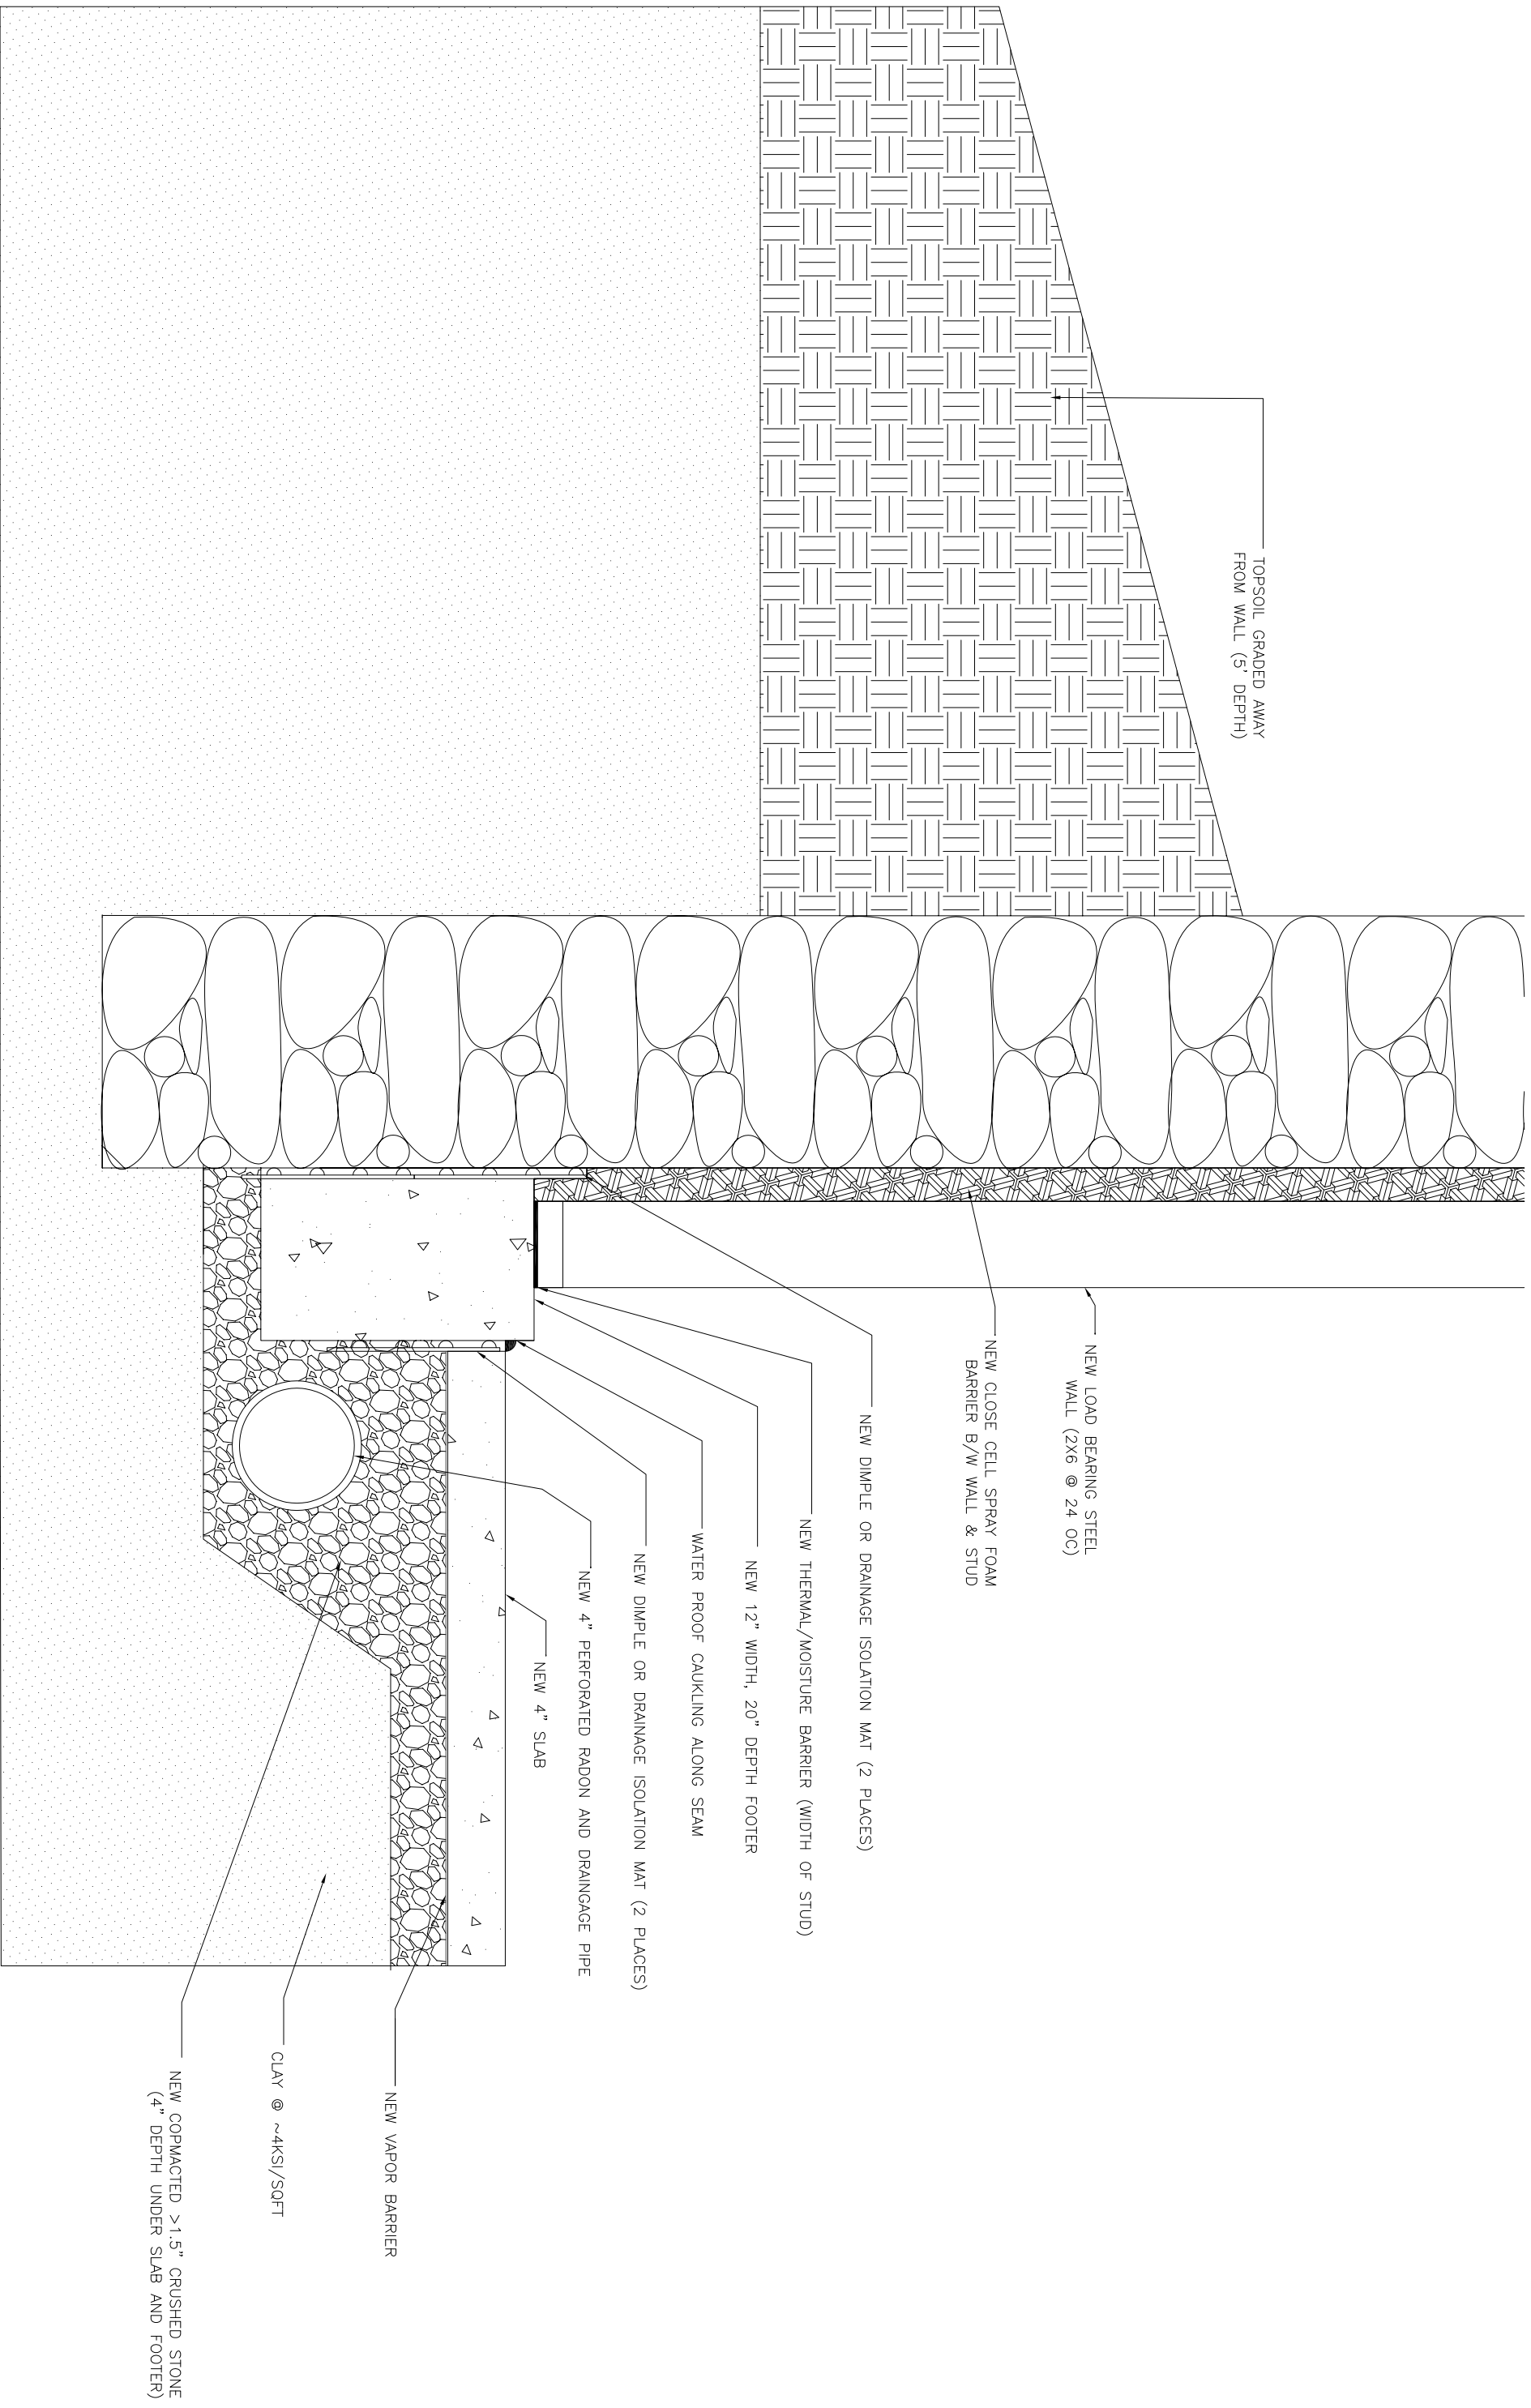 TOPSOIL GRADED AWAY
FROM WALL (5' DEPTH)
NEW LOAD BEARING STEEL
WALL (2X6 @ 24 OC)
NEW CLOSE CELL SPRAY FOAM
BARRIER B/W WALL & STUD
NEW DIMPLE OR DRAINAGE ISOLATION MAT (2 PLACES)
NEW THERMAL/MOISTURE BARRIER (WIDTH OF STUD)
NEW 12" WIDTH, 20" DEPTH FOOTER
WATER PROOF CAUKLING ALONG SEAM
NEW DIMPLE OR DRAINAGE ISOLATION MAT (2 PLACES)
NEW 4" PERFORATED RADON AND DRAINGAGE PIPE
NEW 4" SLAB
NEW VAPOR BARRIER
CLAY @ ~4KSI/SQFT
NEW COPMACTED >1.5" CRUSHED STONE
(4" DEPTH UNDER SLAB AND FOOTER)